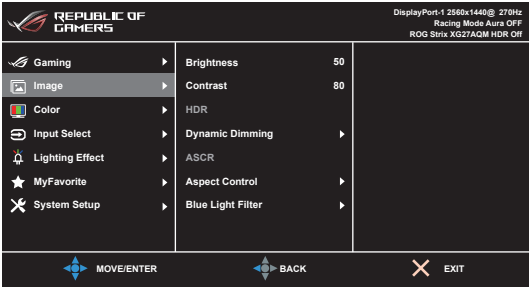 REPUBLIC OF
GAMERS
DisplayPort-1 2560x1440@ 270Hz
Racing Mode Aura OFF
ROG Strix XG27AQM HDR Off
Gaming
Image
Color
Input Select
Lighting Effect
MyFavorite
System Setup
Brightness 50
Contrast 80
HDR
Dynamic Dimming
ASCR
Aspect Control
Blue Light Filter
MOVE/ENTER BACK EXIT